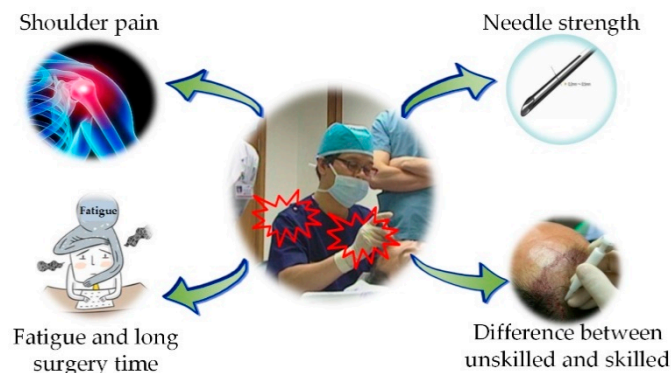 Shoulder pain
Needle strength
Fatigue
Fatigue and long
surgery time
Difference between
unskilled and skilled